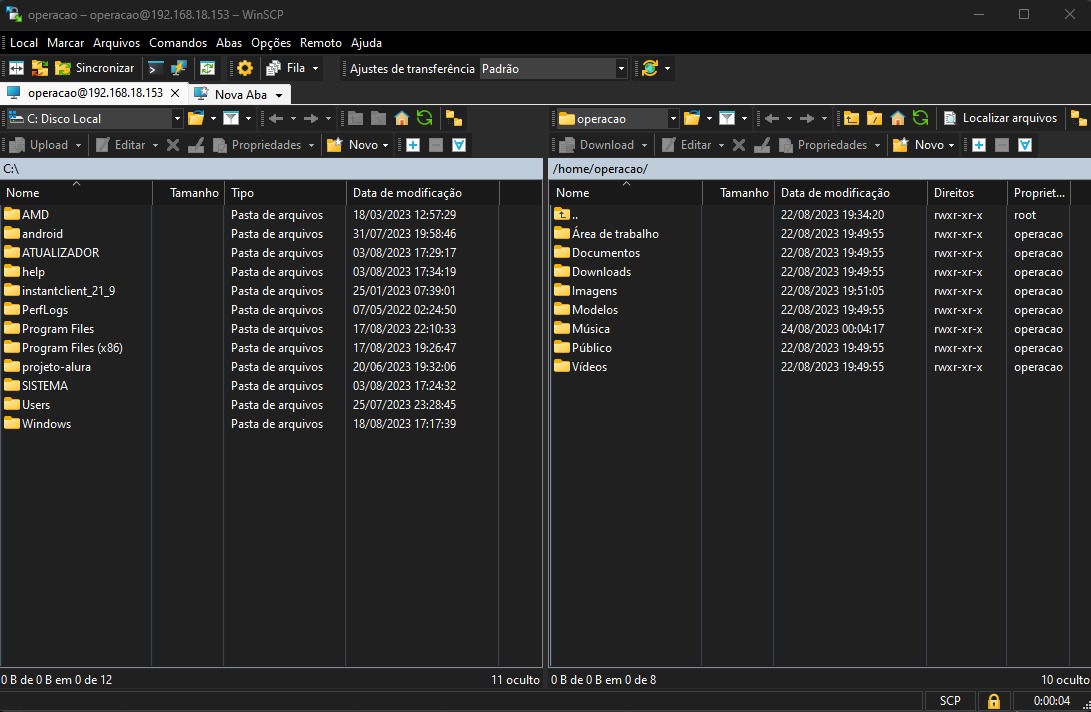 operacao – operacao@192.168.18.153 – WinSCP
Local Marcar Arquivos Comandos Abas Opções Remoto Ajuda
Sincronizar Fila Ajustes de transferência Padrão
operacao@192.168.18.153 Nova Aba
C: Disco Local operacao Localizar arquivos
Upload Editar Propriedades Novo Download Editar Propriedades Novo
C:\ /home/operacao/
Nome Tamanho Tipo Data de modificação Nome Tamanho Data de modificação Direitos Propriet...
AMD Pasta de arquivos 18/03/2023 12:57:29 .. 22/08/2023 19:34:20 rwxr-xr-x root
android Pasta de arquivos 31/07/2023 19:58:46 Área de trabalho 22/08/2023 19:49:55 rwxr-xr-x operacao
ATUALIZADOR Pasta de arquivos 03/08/2023 17:29:17 Documentos 22/08/2023 19:49:55 rwxr-xr-x operacao
help Pasta de arquivos 03/08/2023 17:34:19 Downloads 22/08/2023 19:49:55 rwxr-xr-x operacao
instantclient_21_9 Pasta de arquivos 25/01/2023 07:39:01 Imagens 22/08/2023 19:51:05 rwxr-xr-x operacao
PerfLogs Pasta de arquivos 07/05/2022 02:24:50 Modelos 22/08/2023 19:49:55 rwxr-xr-x operacao
Program Files Pasta de arquivos 17/08/2023 22:10:33 Música 24/08/2023 00:04:17 rwxr-xr-x operacao
Program Files (x86) Pasta de arquivos 17/08/2023 19:26:47 Público 22/08/2023 19:49:55 rwxr-xr-x operacao
projeto-alura Pasta de arquivos 20/06/2023 19:32:06 Vídeos 22/08/2023 19:49:55 rwxr-xr-x operacao
SISTEMA Pasta de arquivos 03/08/2023 17:24:32
Users Pasta de arquivos 25/07/2023 23:28:45
Windows Pasta de arquivos 18/08/2023 17:17:39
0 B de 0 B em 0 de 12 11 oculto 0 B de 0 B em 0 de 8 10 oculto
SCP 0:00:04